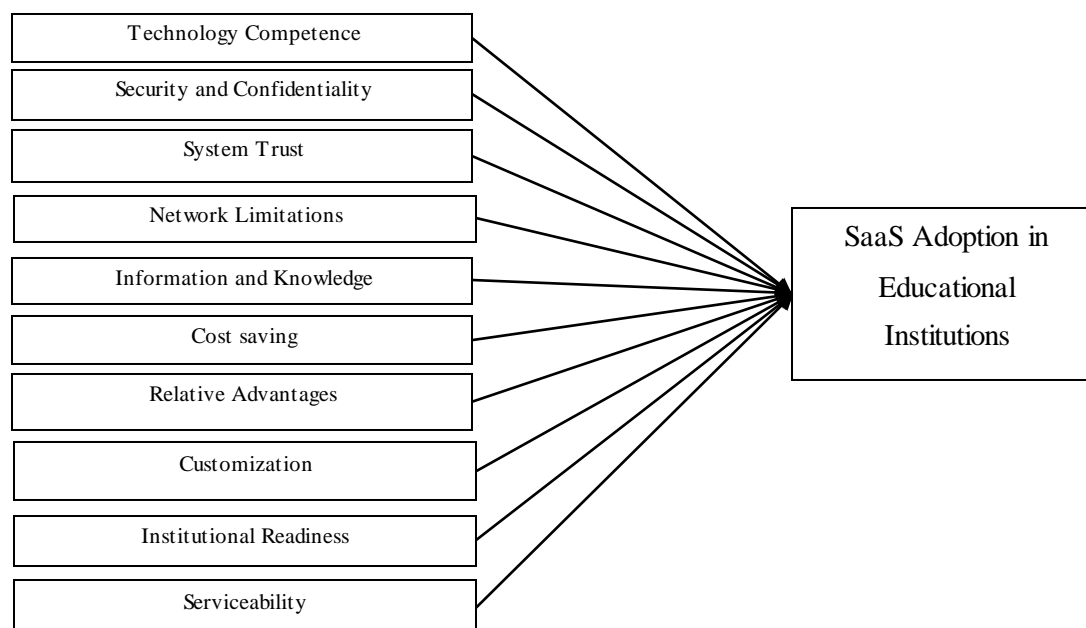 Technology Competence
Security and Confidentiality
System Trust
Network Limitations
Information and Knowledge
Cost saving
Relative Advantages
Customization
Institutional Readiness
Serviceability
SaaS Adoption in
Educational
Institutions